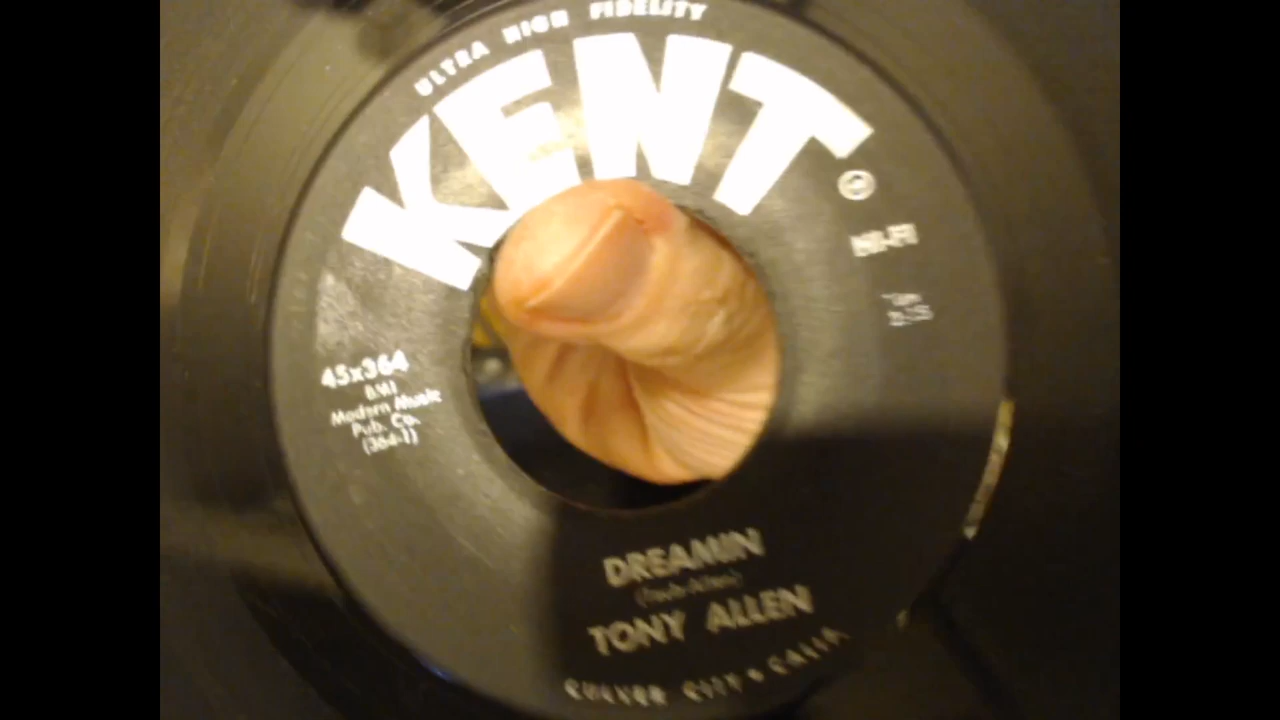 ULTRA HIGH FIDELITY
KENT
HI-FI
45x364
BMI
Modern Music
Pub. Co.
(364-1)
DREAMIN
TONY ALLEN
CULVER CITY • CALIF.